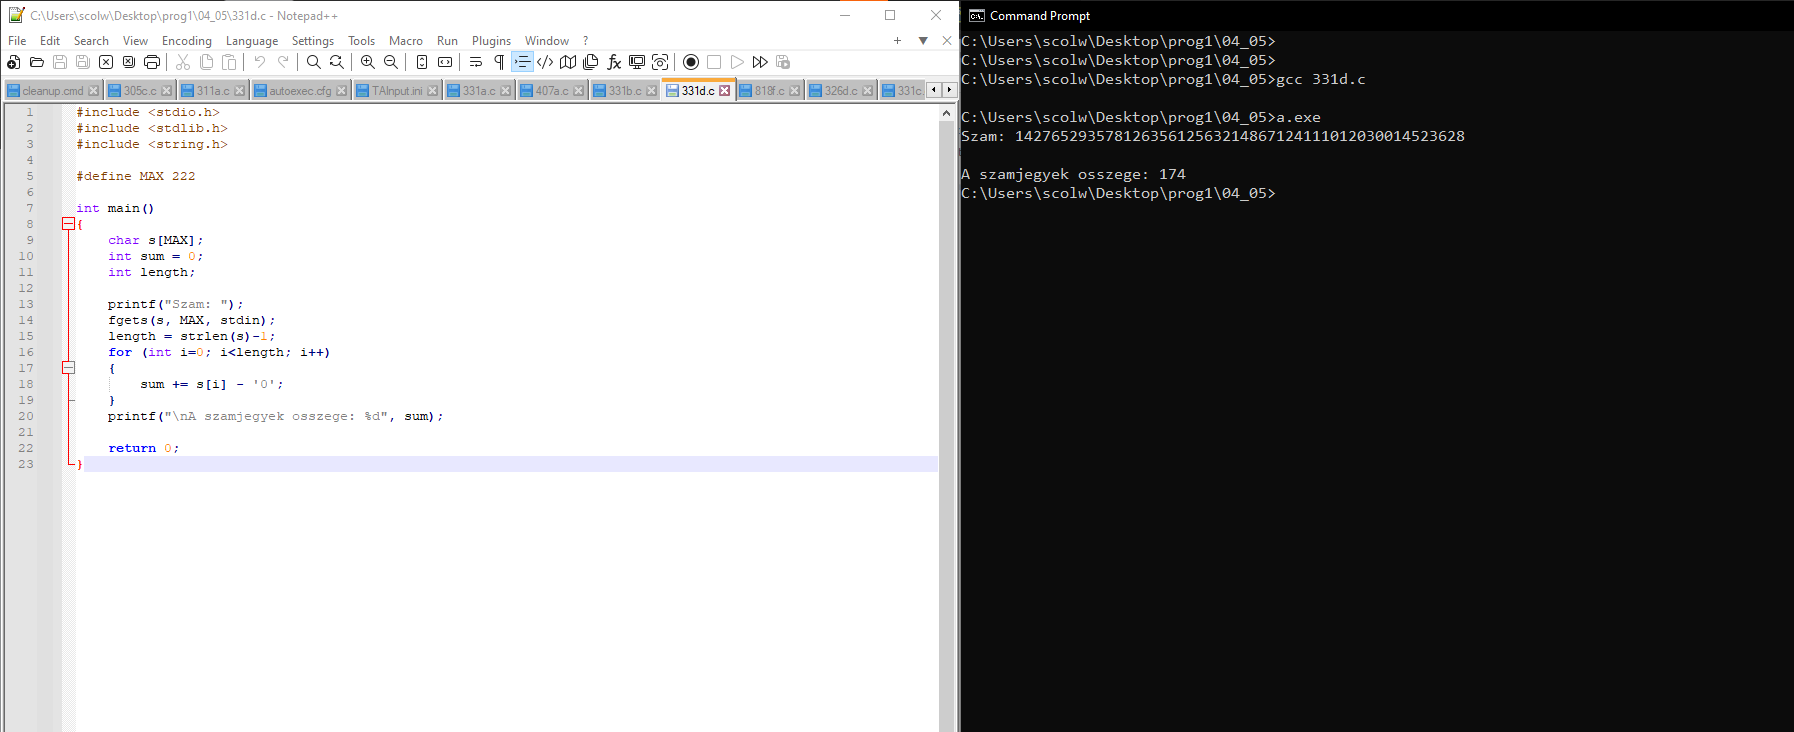 C:\Users\scolw\Desktop\prog1\04_05\331d.c - Notepad++
File Edit Search View Encoding Language Settings Tools Macro Run Plugins Window ?
cleanup.cmd 305c.c 311a.c autoexec.cfg TAInput.ini 331a.c 407a.c 331b.c 331d.c 818f.c 326d.c 331c.
1 #include <stdio.h>
2 #include <stdlib.h>
3 #include <string.h>
4
5 #define MAX 222
6
7 int main()
8 {
9 char s[MAX];
10 int sum = 0;
11 int length;
12
13 printf("Szam: ");
14 fgets(s, MAX, stdin);
15 length = strlen(s)-1;
16 for (int i=0; i<length; i++)
17 {
18 sum += s[i] - '0';
19 }
20 printf("\nA szamjegyek osszege: %d", sum);
21
22 return 0;
23 }
Command Prompt
C:\Users\scolw\Desktop\prog1\04_05>
C:\Users\scolw\Desktop\prog1\04_05>
C:\Users\scolw\Desktop\prog1\04_05>gcc 331d.c
C:\Users\scolw\Desktop\prog1\04_05>a.exe
Szam: 14276529357812635612563214867124111012030014523628
A szamjegyek osszege: 174
C:\Users\scolw\Desktop\prog1\04_05>